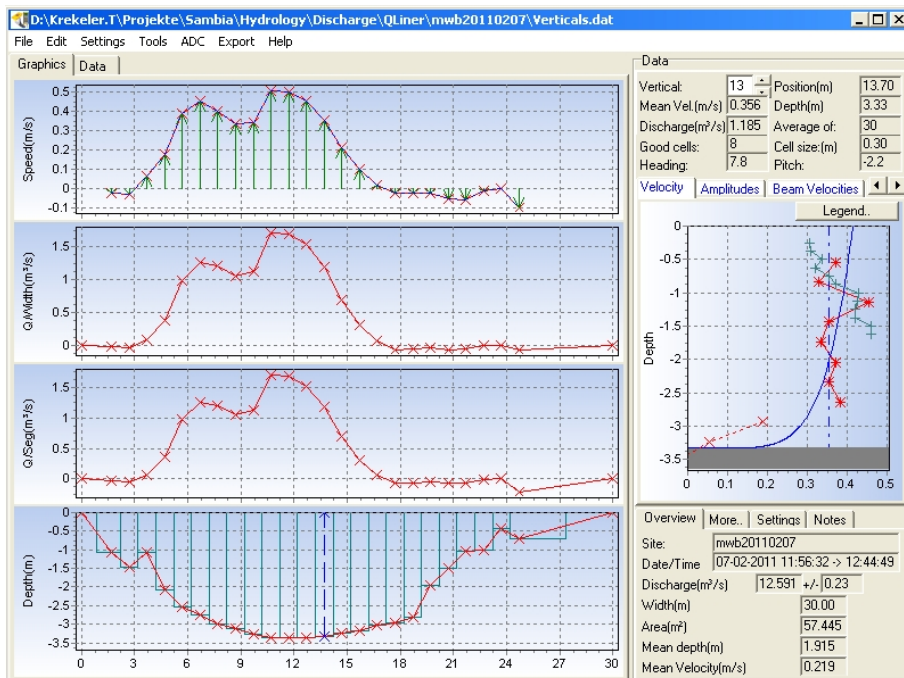 D:\Krekeler.T\Projekte\Sambia\Hydrology\Discharge\QLiner\mwb20110207\Verticals.dat
File Edit Settings Tools ADC Export Help
Graphics Data
Speed(m/s)
0.5
0.4
0.3
0.2
0.1
0
-0.1
Q/Width(m³/s)
1.5
1
0.5
0
Q/Seg(m³/s)
1.5
1
0.5
0
Depth(m)
0
-0.5
-1
-1.5
-2
-2.5
-3
-3.5
0 3 6 9 12 15 18 21 24 27 30
Data
Vertical: 13 Position(m) 13.70
Mean Vel.(m/s) 0.356 Depth(m) 3.33
Discharge(m³/s) 1.185 Average of: 30
Good cells: 8 Cell size:(m) 0.30
Heading: 7.8 Pitch: -2.2
Velocity Amplitudes Beam Velocities
Legend..
Depth
0
-0.5
-1
-1.5
-2
-2.5
-3
-3.5
0 0.1 0.2 0.3 0.4 0.5
Overview More.. Settings Notes
Site: mwb20110207
Date/Time 07-02-2011 11:56:32 -> 12:44:49
Discharge(m³/s) 12.591 +/- 0.23
Width(m) 30.00
Area(m²) 57.445
Mean depth(m) 1.915
Mean Velocity(m/s) 0.219